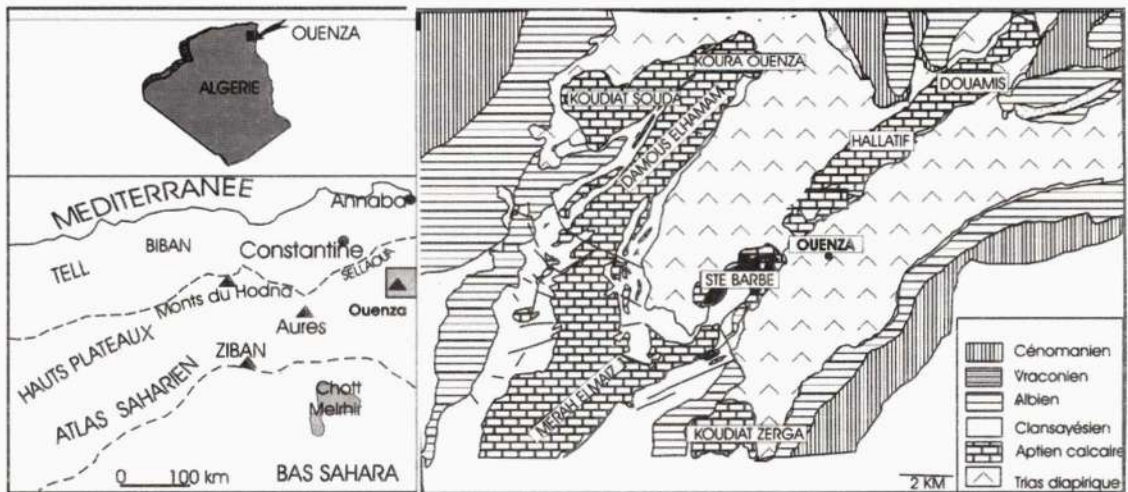 OUENZA
ALGERIE
MEDITERRANEE
Annaba
BIBAN
Constantine
TELL
SELLAOUA
Monts du Hodna
Ouenza
Aures
HAUTS PLATEAUX
ZIBAN
ATLAS SAHARIEN
Chott
Melrhir
0 100 km
BAS SAHARA
KOURA OUENZA
DOUAMIS
KOUDIAT SOUDA
HALLATIF
DAMOUS ELHAMAM
OUENZA
STE BARBE
MERAH ELMAIZ
KOUDIAT ZERGA
2 KM
Cénomanien
Vraconien
Albien
Clansayésien
Aptien calcaire
Trias diapirique